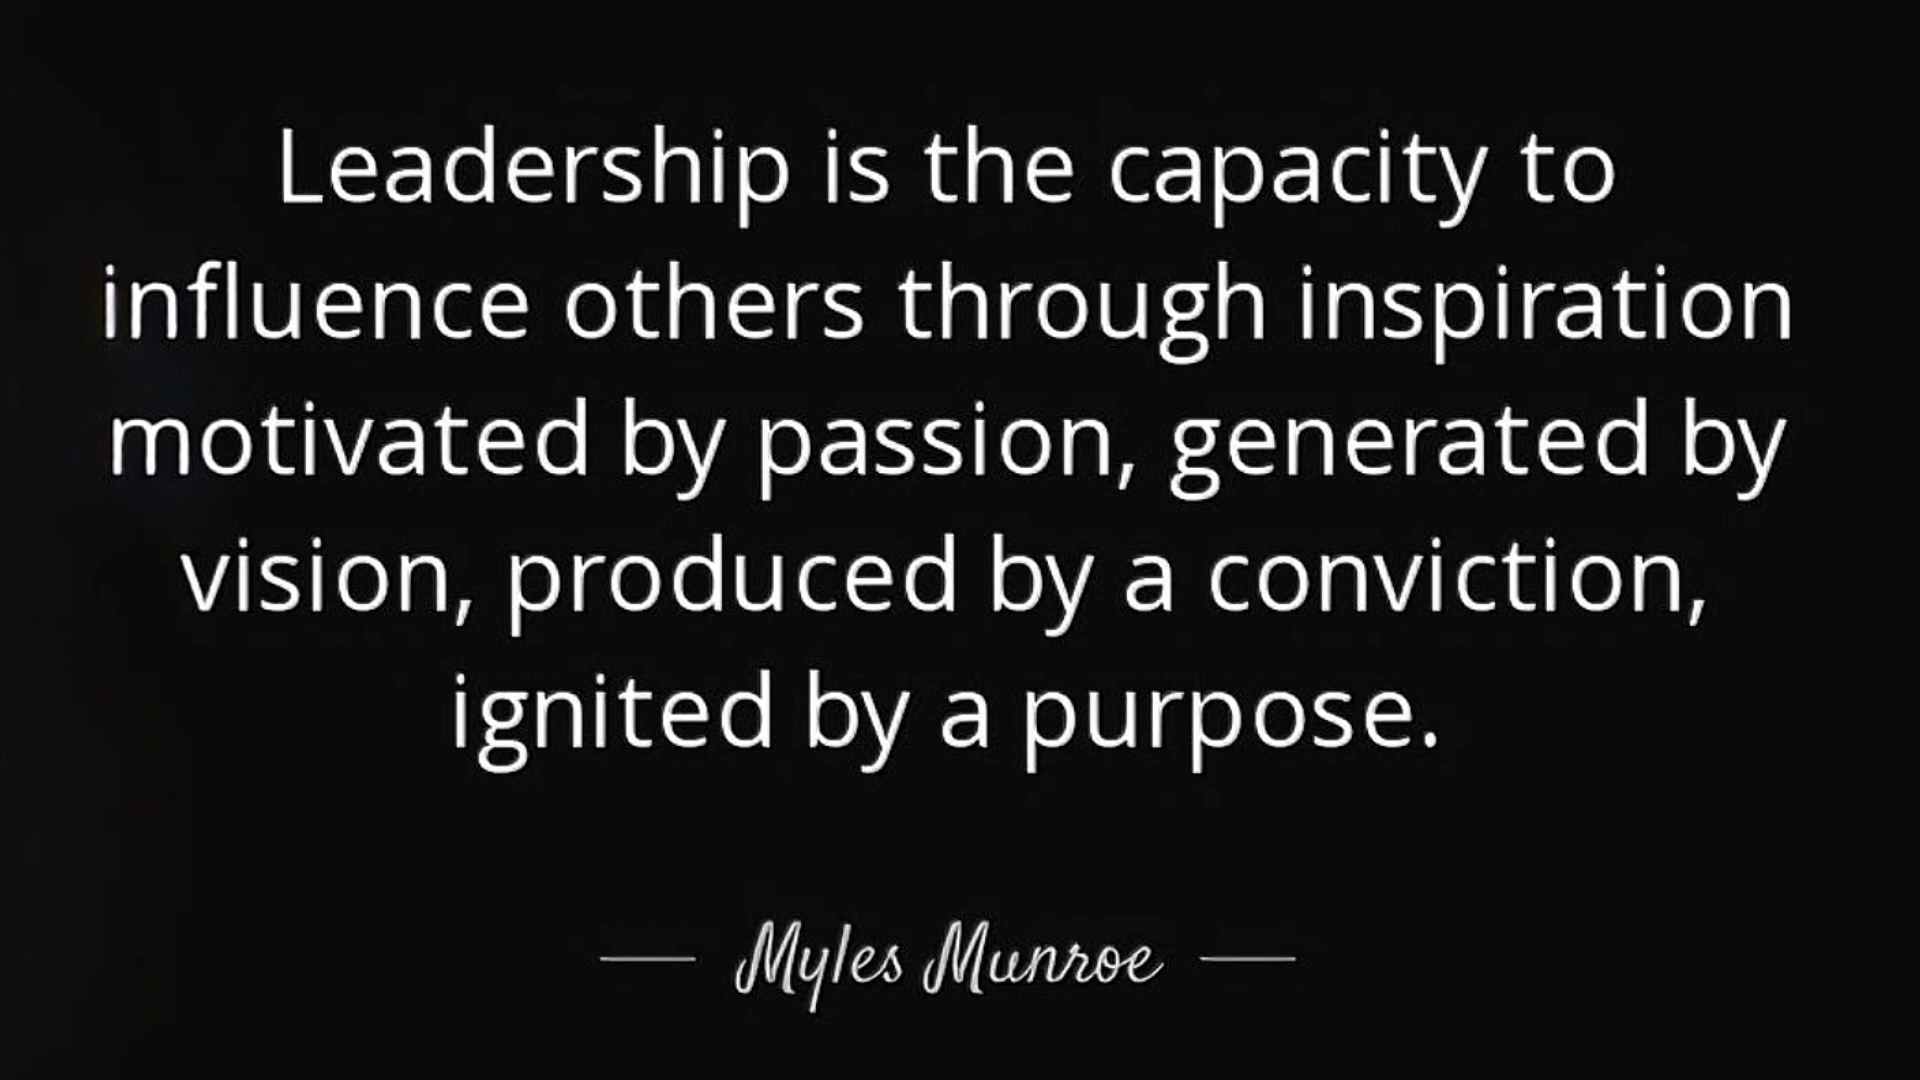 Leadership is the capacity to
influence others through inspiration
motivated by passion, generated by
vision, produced by a conviction,
ignited by a purpose.
Myles Munroe